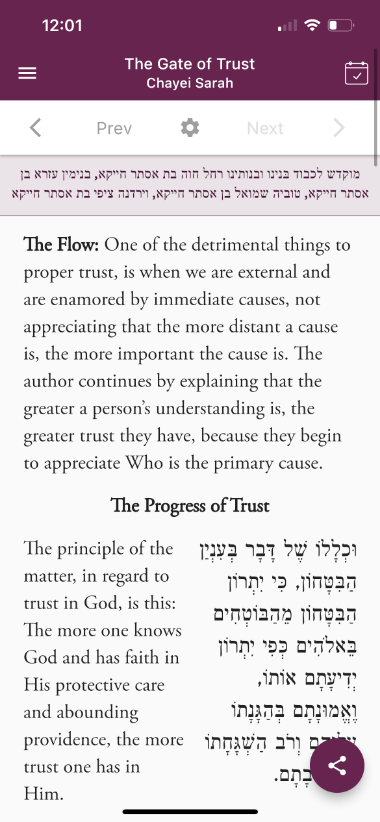 12:01
The Gate of Trust
Chayei Sarah
Prev
Next
מוקדש לכבוד בנינו ובנותינו רחל חוה בת אסתר חייקא, בנימין עזרא בן
אסתר חייקא, טוביה שמואל בן אסתר חייקא, וירדנה ציפי בת אסתר חייקא
The Flow: One of the detrimental things to
proper trust, is when we are external and
are enamored by immediate causes, not
appreciating that the more distant a cause
is, the more important the cause is. The
author continues by explaining that the
greater a person’s understanding is, the
greater trust they have, because they begin
to appreciate Who is the primary cause.
The Progress of Trust
The principle of the
matter, in regard to
trust in God, is this:
The more one knows
God and has faith in
His protective care
and abounding
providence, the more
trust one has in
Him.
וּכְלָלוֹ שֶׁל דָּבָר בְּעִנְיַן
הַבִּטָּחוֹן, כִּי יִתְרוֹן
הַבִּטָּחוֹן מֵהַבּוֹטְחִים
בֵּאלֹהִים כְּפִי יִתְרוֹן
יְדִיעָתָם אוֹתוֹ,
וֶאֱמוּנָתָם בְּהַגָּנָתוֹ
וְרֹב הַשְׁגָּחָתוֹ